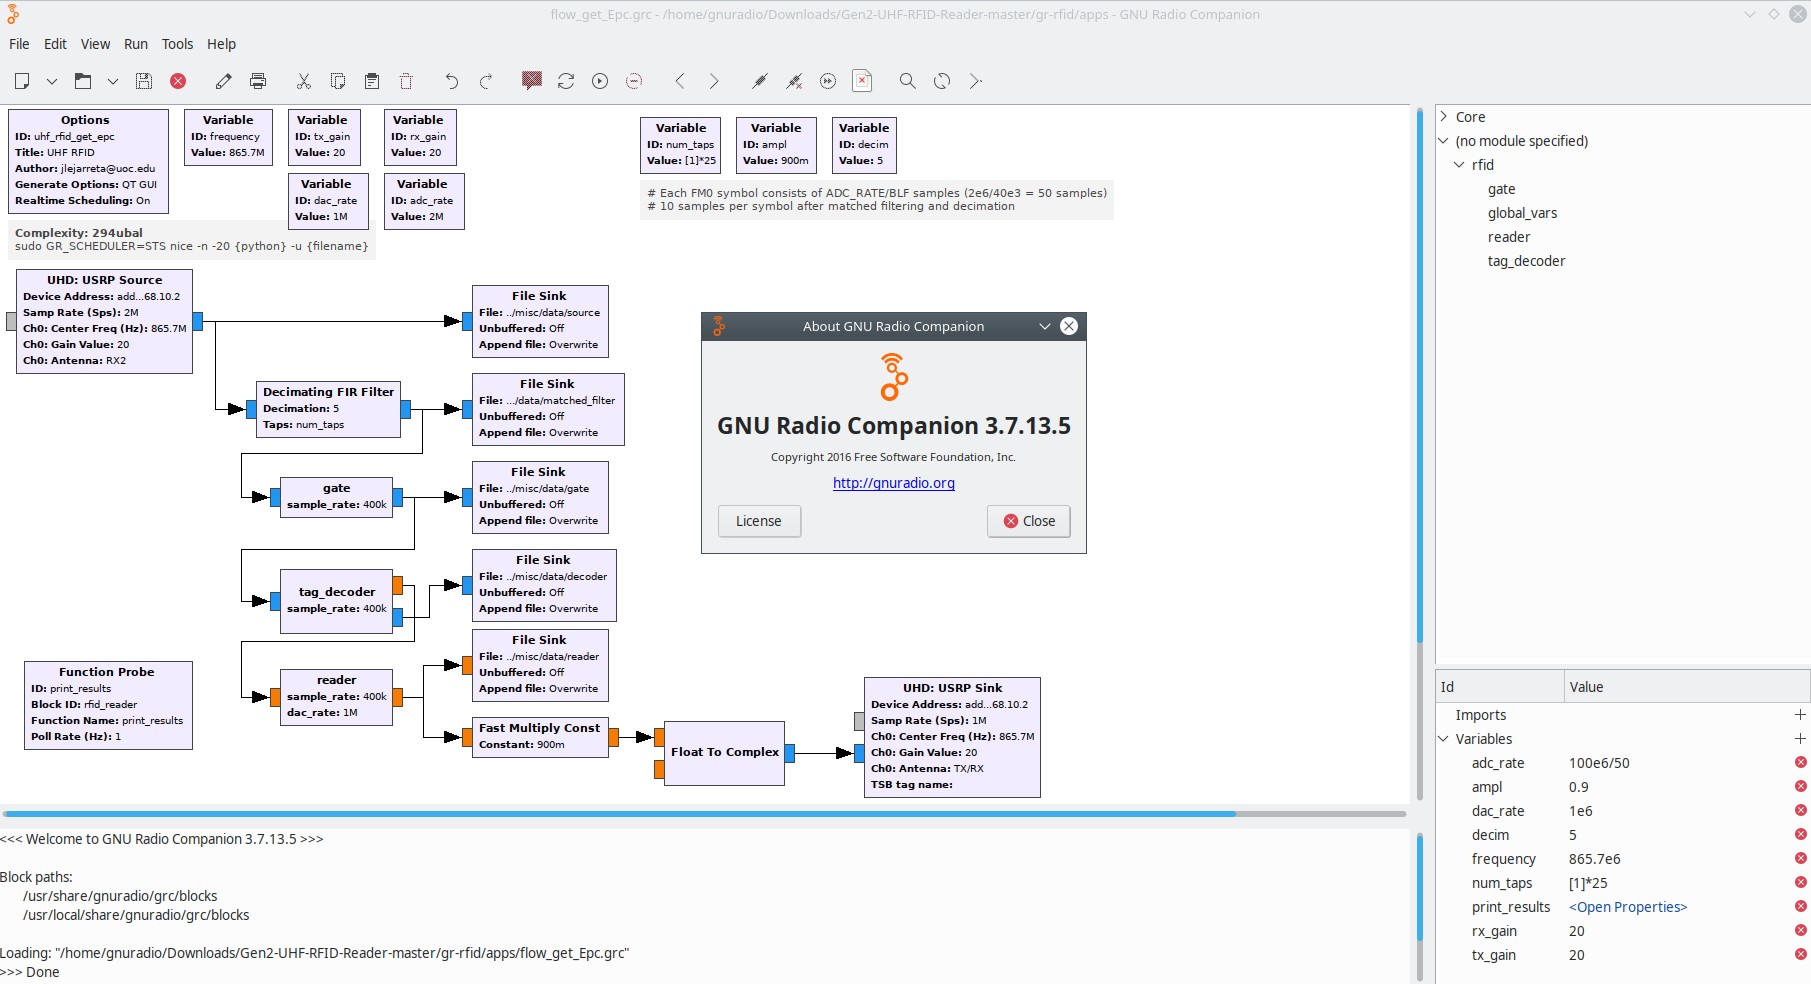 flow_get_Epc.grc - /home/gnuradio/Downloads/Gen2-UHF-RFID-Reader-master/gr-rfid/apps - GNU Radio Companion
File Edit View Run Tools Help
Options
ID: uhf_rfid_get_epc
Title: UHF RFID
Author: jlejarreta@uoc.edu
Generate Options: QT GUI
Realtime Scheduling: On
Variable
ID: frequency
Value: 865.7M
Variable
ID: tx_gain
Value: 20
Variable
ID: rx_gain
Value: 20
Variable
ID: dac_rate
Value: 1M
Variable
ID: adc_rate
Value: 2M
Variable
ID: num_taps
Value: [1]*25
Variable
ID: ampl
Value: 900m
Variable
ID: decim
Value: 5
# Each FM0 symbol consists of ADC_RATE/BLF samples (2e6/40e3 = 50 samples)
# 10 samples per symbol after matched filtering and decimation
Complexity: 294ubal
sudo GR_SCHEDULER=STS nice -n -20 {python} -u {filename}
UHD: USRP Source
Device Address: add...68.10.2
Samp Rate (Sps): 2M
Ch0: Center Freq (Hz): 865.7M
Ch0: Gain Value: 20
Ch0: Antenna: RX2
File Sink
File: ../misc/data/source
Unbuffered: Off
Append file: Overwrite
Decimating FIR Filter
Decimation: 5
Taps: num_taps
File Sink
File: .../data/matched_filter
Unbuffered: Off
Append file: Overwrite
gate
sample_rate: 400k
File Sink
File: ../misc/data/gate
Unbuffered: Off
Append file: Overwrite
tag_decoder
sample_rate: 400k
File Sink
File: ../misc/data/decoder
Unbuffered: Off
Append file: Overwrite
Function Probe
ID: print_results
Block ID: rfid_reader
Function Name: print_results
Poll Rate (Hz): 1
reader
sample_rate: 400k
dac_rate: 1M
File Sink
File: ../misc/data/reader
Unbuffered: Off
Append file: Overwrite
Fast Multiply Const
Constant: 900m
Float To Complex
UHD: USRP Sink
Device Address: add...68.10.2
Samp Rate (Sps): 1M
Ch0: Center Freq (Hz): 865.7M
Ch0: Gain Value: 20
Ch0: Antenna: TX/RX
TSB tag name:
About GNU Radio Companion
GNU Radio Companion 3.7.13.5
Copyright 2016 Free Software Foundation, Inc.
http://gnuradio.org
License
Close
Core
(no module specified)
rfid
gate
global_vars
reader
tag_decoder
Id Value
Imports
Variables
adc_rate 100e6/50
ampl 0.9
dac_rate 1e6
decim 5
frequency 865.7e6
num_taps [1]*25
print_results <Open Properties>
rx_gain 20
tx_gain 20
<<< Welcome to GNU Radio Companion 3.7.13.5 >>>
Block paths:
/usr/share/gnuradio/grc/blocks
/usr/local/share/gnuradio/grc/blocks
Loading: "/home/gnuradio/Downloads/Gen2-UHF-RFID-Reader-master/gr-rfid/apps/flow_get_Epc.grc"
>>> Done